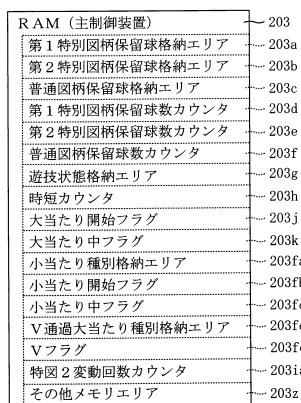 RAM（主制御装置） 203
第1特別図柄保留球格納エリア 203a
第2特別図柄保留球格納エリア 203b
普通図柄保留球格納エリア 203c
第1特別図柄保留球数カウンタ 203d
第2特別図柄保留球数カウンタ 203e
普通図柄保留球数カウンタ 203f
遊技状態格納エリア 203g
時短カウンタ 203h
大当たり開始フラグ 203j
大当たり中フラグ 203k
小当たり種別格納エリア 203fa
小当たり開始フラグ
小当たり中フラグ
V通過大当たり種別格納エリア
Vフラグ
特図2変動回数カウンタ 203ia
その他メモリエリア 203z